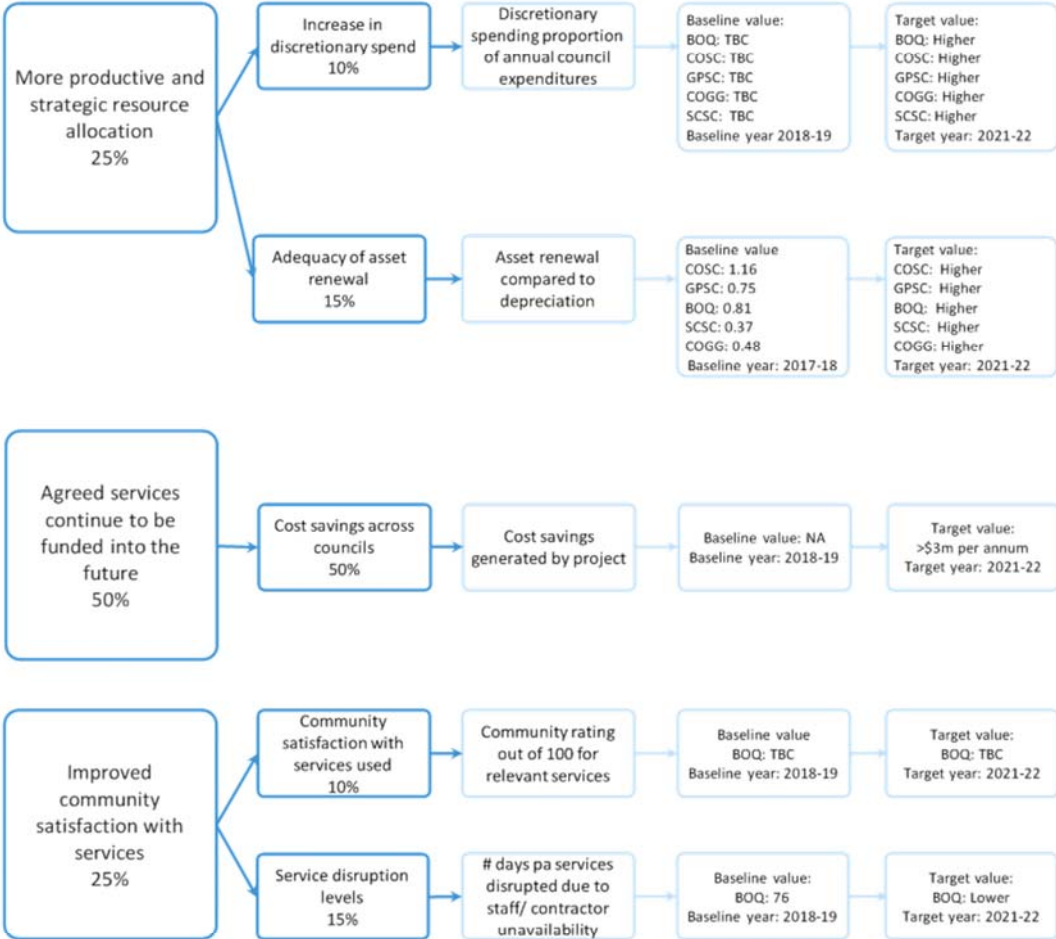 More productive and
strategic resource
allocation
25%
Increase in
discretionary spend
10%
Discretionary
spending proportion
of annual council
expenditures
Baseline value:
BOQ: TBC
COSC: TBC
GPSC: TBC
COGG: TBC
SCSC: TBC
Baseline year 2018-19
Target value:
BOQ: Higher
COSC: Higher
GPSC: Higher
COGG: Higher
SCSC: Higher
Target year: 2021-22
Adequacy of asset
renewal
15%
Asset renewal
compared to
depreciation
Baseline value
COSC: 1.16
GPSC: 0.75
BOQ: 0.81
SCSC: 0.37
COGG: 0.48
Baseline year: 2017-18
Target value:
COSC: Higher
GPSC: Higher
BOQ: Higher
SCSC: Higher
COGG: Higher
Target year: 2021-22
Agreed services
continue to be
funded into the
future
50%
Cost savings across
councils
50%
Cost savings
generated by project
Baseline value: NA
Baseline year: 2018-19
Target value:
>$3m per annum
Target year: 2021-22
Improved
community
satisfaction with
services
25%
Community
satisfaction with
services used
10%
Community rating
out of 100 for
relevant services
Baseline value
BOQ: TBC
Baseline year: 2018-19
Target value:
BOQ: TBC
Target year: 2021-22
Service disruption
levels
15%
# days pa services
disrupted due to
staff/ contractor
unavailability
Baseline value:
BOQ: 76
Baseline year: 2018-19
Target value:
BOQ: Lower
Target year: 2021-22